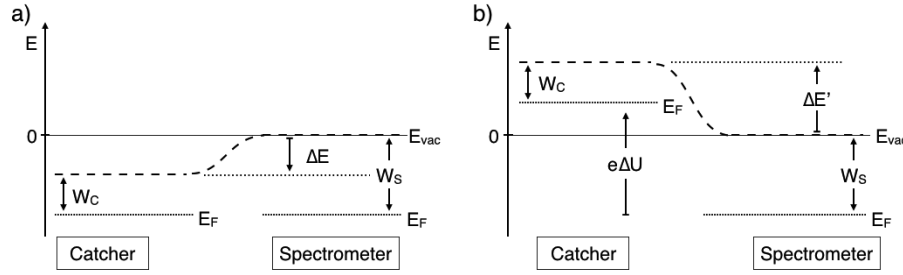 a)
E
0
E_vac
ΔE
W_C
W_S
E_F
E_F
Catcher
Spectrometer
b)
E
W_C
E_F
ΔE’
0
E_vac
eΔU
W_S
E_F
Catcher
Spectrometer